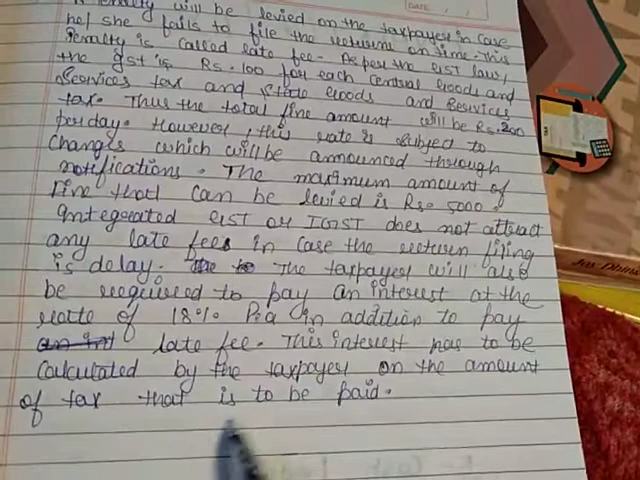 Penalty will be levied on the taxpayer in case
he/she fails to file the returns on time. This
Penalty is called late fee. As per the GST law,
the gst is Rs. 100 for each Central Goods and
Services tax and state Goods and Services
tax. Thus the total fine amount will be Rs. 200
per day. However, this rate is subject to
changes which will be announced through
notifications. The maximum amount of
fine that can be levied is Rs. 5000.
Integerated GST or IGST does not attract
any late fees in case the return filing
is delay. The taxpayer will also
be required to pay an interest at the
rate of 18% P.a in addition to pay
late fee. This interest has to be
Calculated by the taxpayer on the amount
of tax that is to be paid.
DATE